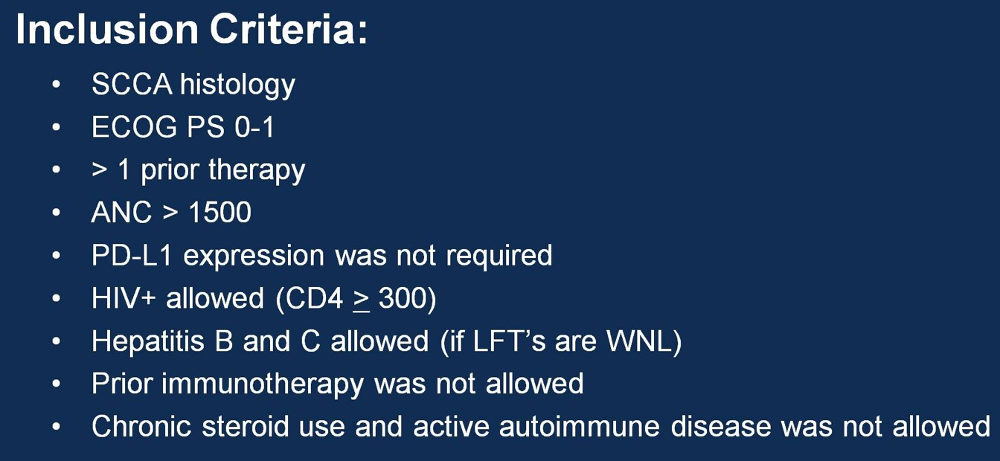 Inclusion Criteria:
• SCCA histology
• ECOG PS 0-1
• > 1 prior therapy
• ANC > 1500
• PD-L1 expression was not required
• HIV+ allowed (CD4 ≥ 300)
• Hepatitis B and C allowed (if LFT’s are WNL)
• Prior immunotherapy was not allowed
• Chronic steroid use and active autoimmune disease was not allowed